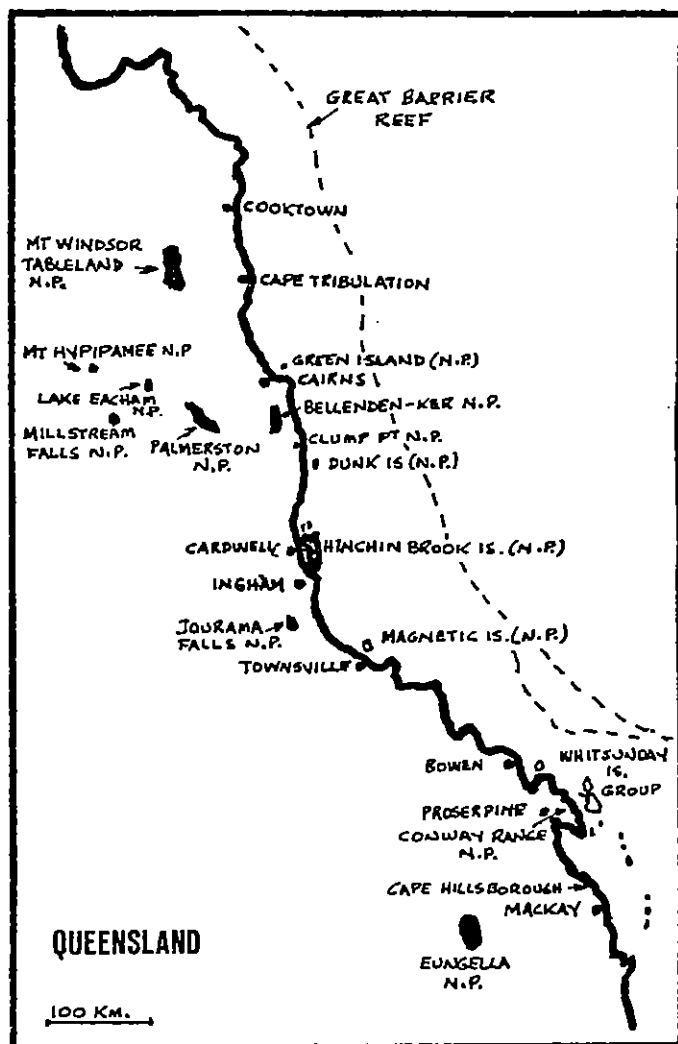 GREAT BARRIER
REEF
COOKTOWN
MT WINDSOR
TABLELAND
N.P.
CAPE TRIBULATION
MT HYPIPAMEE N.P
GREEN ISLAND (N.P.)
CAIRNS
LAKE EACHAM
N.P.
BELLENDEN-KER N.P.
MILLSTREAM
FALLS N.P.
PALMERSTON
N.P.
CLUMP PT N.P.
DUNK IS (N.P.)
CARDWELL
HINCHIN BROOK IS. (N.P.)
INGHAM
JOURAMA
FALLS N.P.
MAGNETIC IS. (N.P.)
TOWNSVILLE
BOWEN
WHITSUNDAY
IS.
GROUP
PROSERPINE
CONWAY RANGE
N.P.
CAPE HILLSBOROUGH
MACKAY
QUEENSLAND
EUNGELLA
N.P.
100 KM.